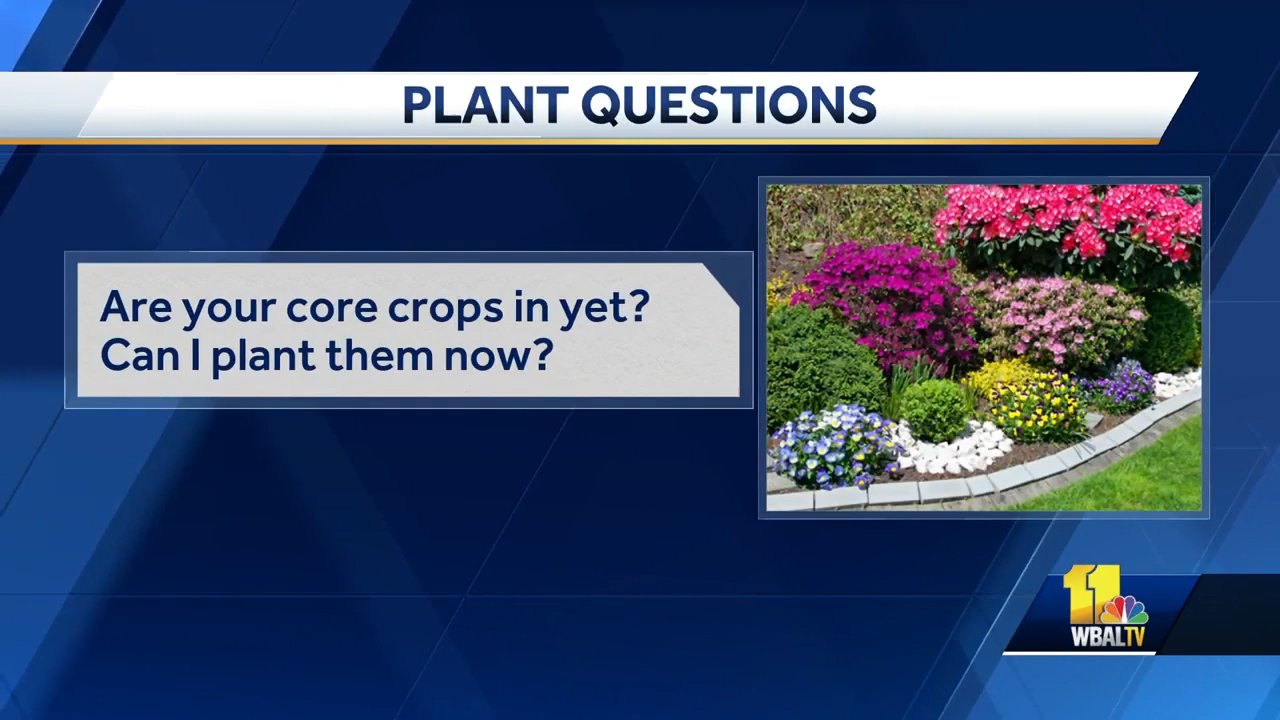 PLANT QUESTIONS
Are your core crops in yet?
Can I plant them now?
11
WBALTV